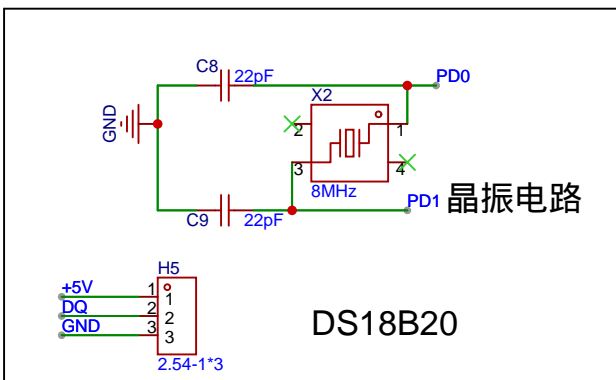 C8
22pF
PD0
X2
GND
2
1
3
4
8MHz
PD1
晶振电路
C9
22pF
H5
+5V
1
1
DQ
2
2
GND
3
3
DS18B20
2.54-1*3